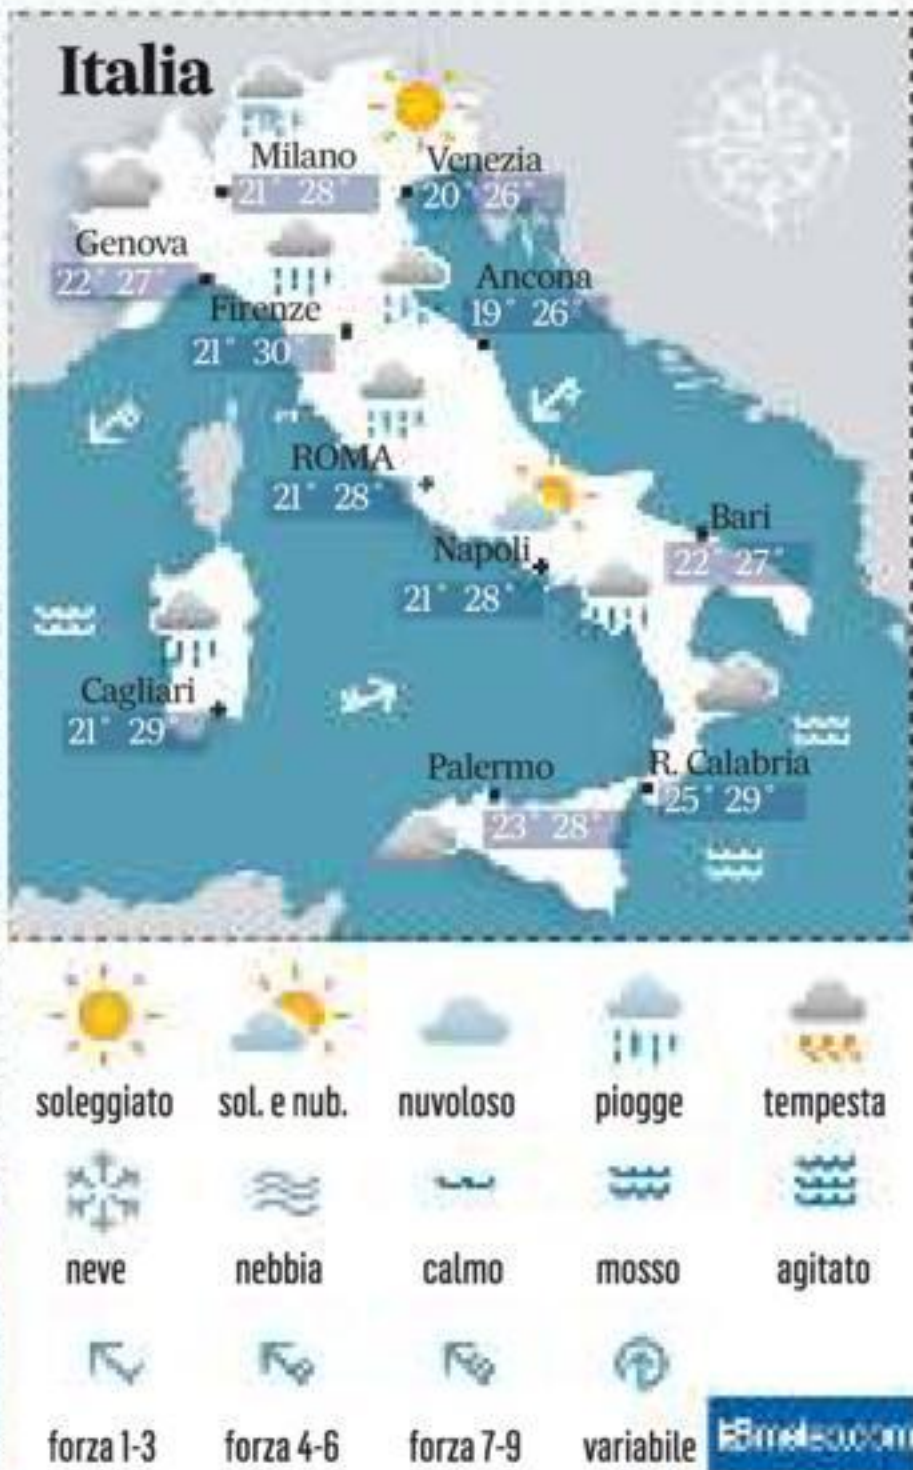 Italia
Milano
21° 28°
Venezia
20° 26°
Genova
22° 27°
Ancona
19° 26°
Firenze
21° 30°
ROMA
21° 28°
Bari
22° 27°
Napoli
21° 28°
Cagliari
21° 29°
Palermo
23° 28°
R. Calabria
25° 29°
soleggiato sol. e nub. nuvoloso piogge tempesta
neve nebbia calmo mosso agitato
forza 1-3 forza 4-6 forza 7-9 variabile